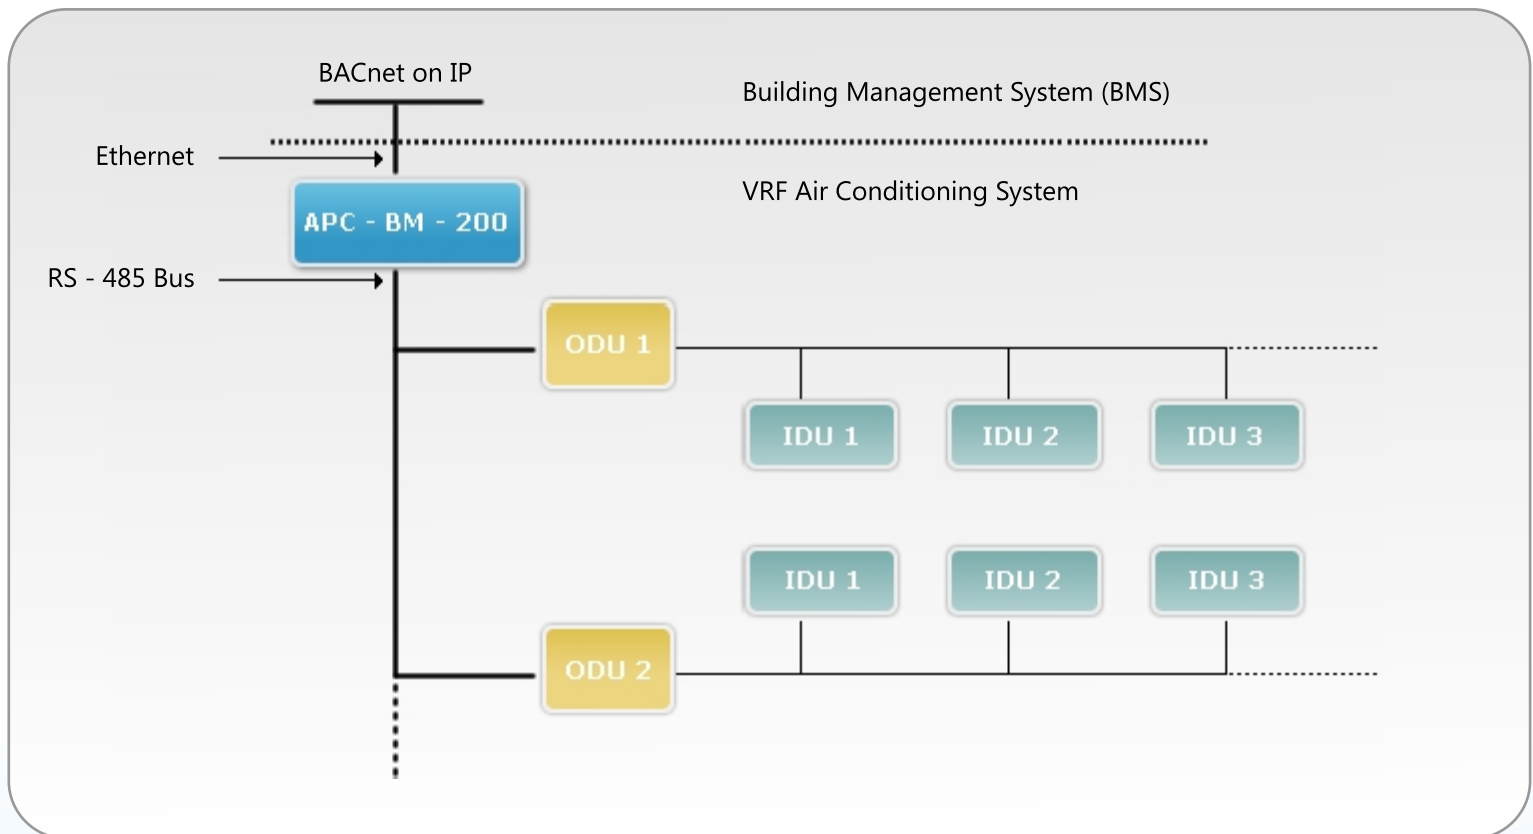 BACnet on IP
Building Management System (BMS)
Ethernet
VRF Air Conditioning System
APC - BM - 200
RS - 485 Bus
ODU 1
IDU 1
IDU 2
IDU 3
IDU 1
IDU 2
IDU 3
ODU 2